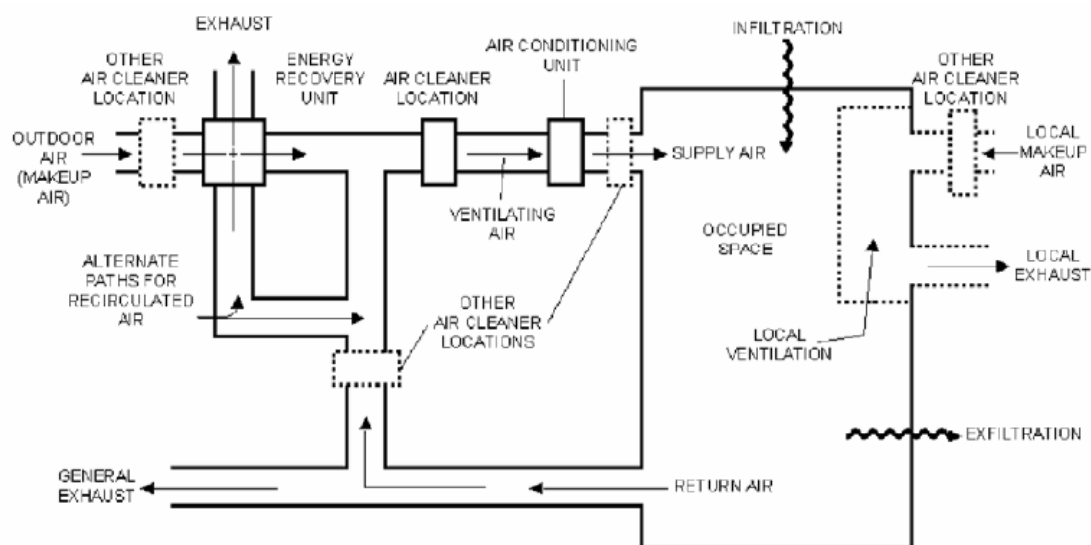 EXHAUST
OTHER
AIR CLEANER
LOCATION
ENERGY
RECOVERY
UNIT
AIR CLEANER
LOCATION
AIR CONDITIONING
UNIT
INFILTRATION
OTHER
AIR CLEANER
LOCATION
OUTDOOR
AIR
(MAKEUP
AIR)
SUPPLY AIR
LOCAL
MAKEUP
AIR
VENTILATING
AIR
OCCUPIED
SPACE
ALTERNATE
PATHS FOR
RECIRCULATED
AIR
LOCAL
EXHAUST
OTHER
AIR CLEANER
LOCATIONS
LOCAL
VENTILATION
EXFILTRATION
GENERAL
EXHAUST
RETURN AIR